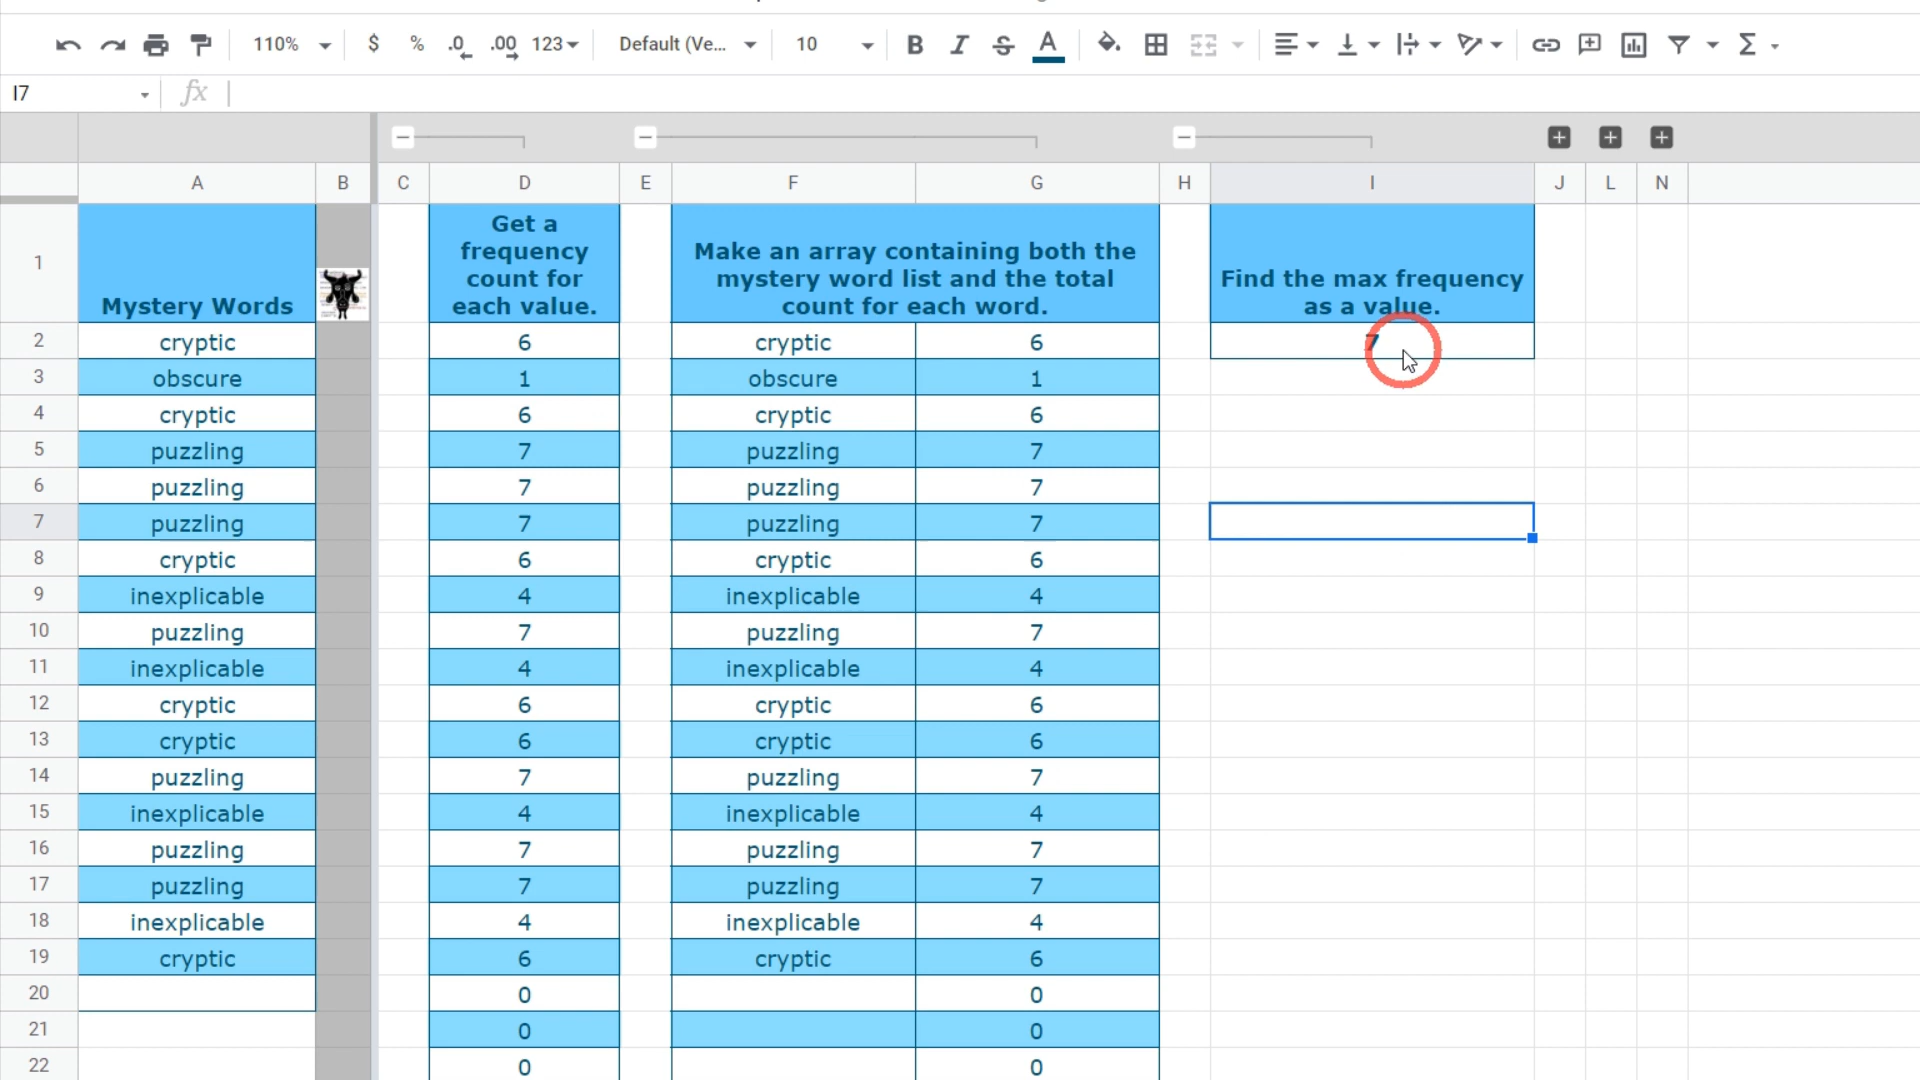 110% $ % .0 .00 123 Default (Ve... 10 B I S A Σ
I7 fx
A B C D E F G H I J L N
1 Mystery Words Get a frequency count for each value. Make an array containing both the mystery word list and the total count for each word. Find the max frequency as a value.
2 cryptic 6 cryptic 6 7
3 obscure 1 obscure 1
4 cryptic 6 cryptic 6
5 puzzling 7 puzzling 7
6 puzzling 7 puzzling 7
7 puzzling 7 puzzling 7
8 cryptic 6 cryptic 6
9 inexplicable 4 inexplicable 4
10 puzzling 7 puzzling 7
11 inexplicable 4 inexplicable 4
12 cryptic 6 cryptic 6
13 cryptic 6 cryptic 6
14 puzzling 7 puzzling 7
15 inexplicable 4 inexplicable 4
16 puzzling 7 puzzling 7
17 puzzling 7 puzzling 7
18 inexplicable 4 inexplicable 4
19 cryptic 6 cryptic 6
20 0 0
21 0 0
22 0 0